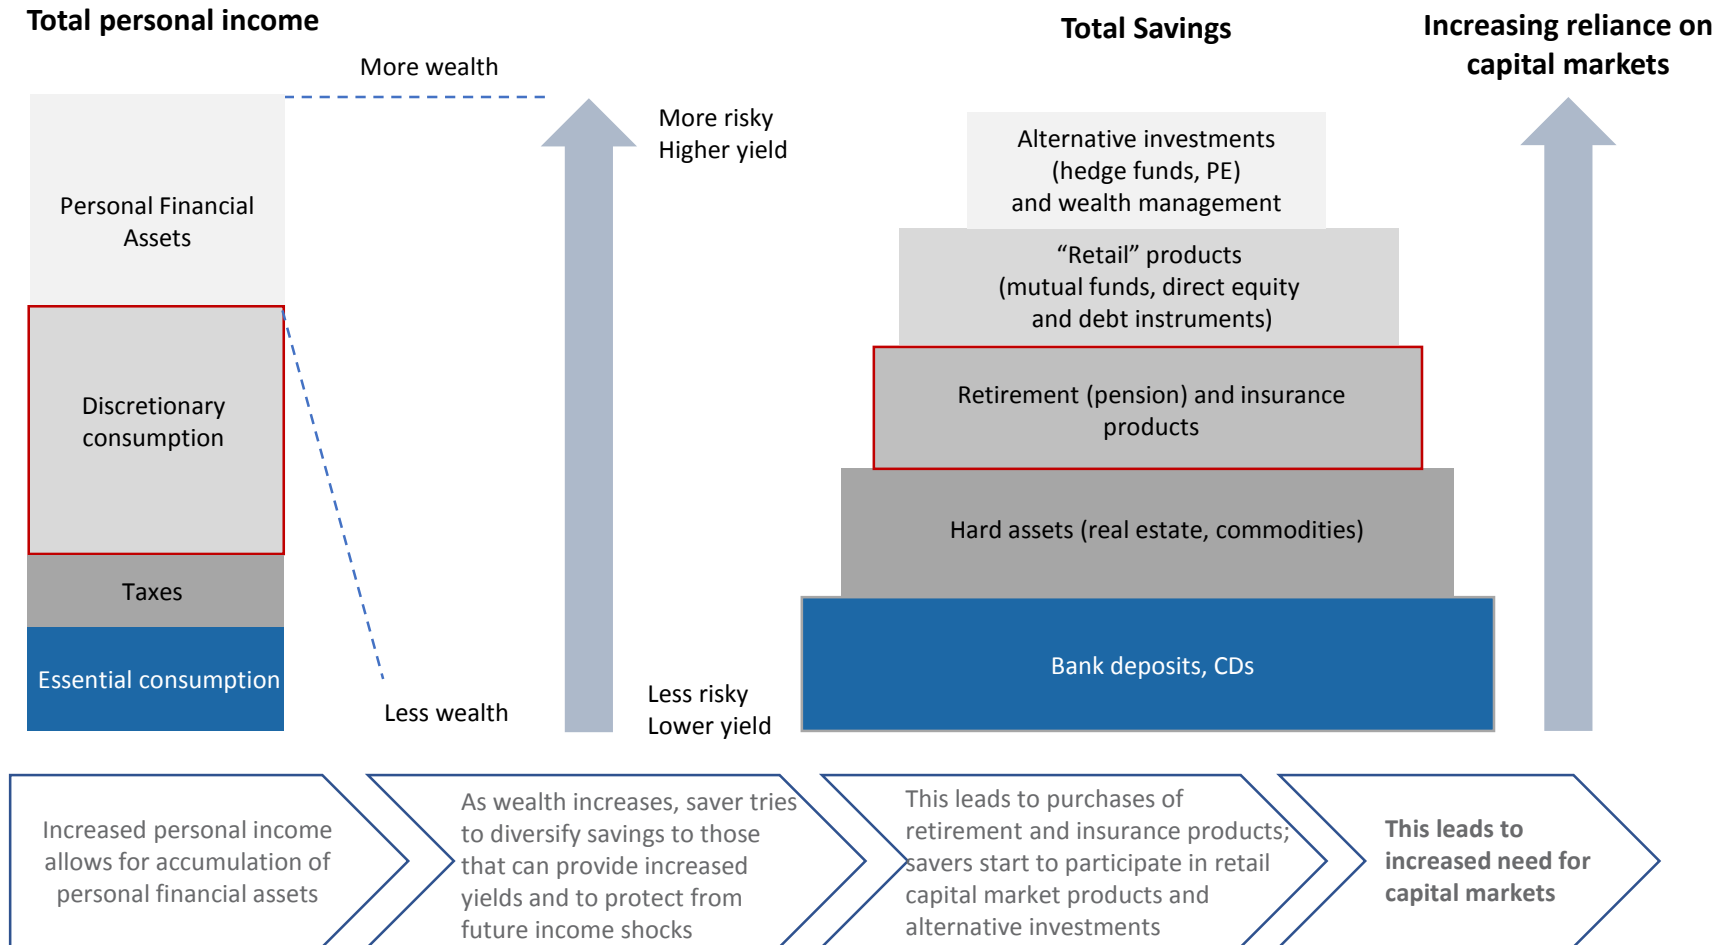 Total personal income
More wealth
Personal Financial
Assets
Discretionary
consumption
Taxes
Essential consumption
Less wealth
More risky
Higher yield
Less risky
Lower yield
Total Savings
Alternative investments
(hedge funds, PE)
and wealth management
“Retail” products
(mutual funds, direct equity
and debt instruments)
Retirement (pension) and insurance
products
Hard assets (real estate, commodities)
Bank deposits, CDs
Increasing reliance on
capital markets
Increased personal income
allows for accumulation of
personal financial assets
As wealth increases, saver tries
to diversify savings to those
that can provide increased
yields and to protect from
future income shocks
This leads to purchases of
retirement and insurance products;
savers start to participate in retail
capital market products and
alternative investments
This leads to
increased need for
capital markets